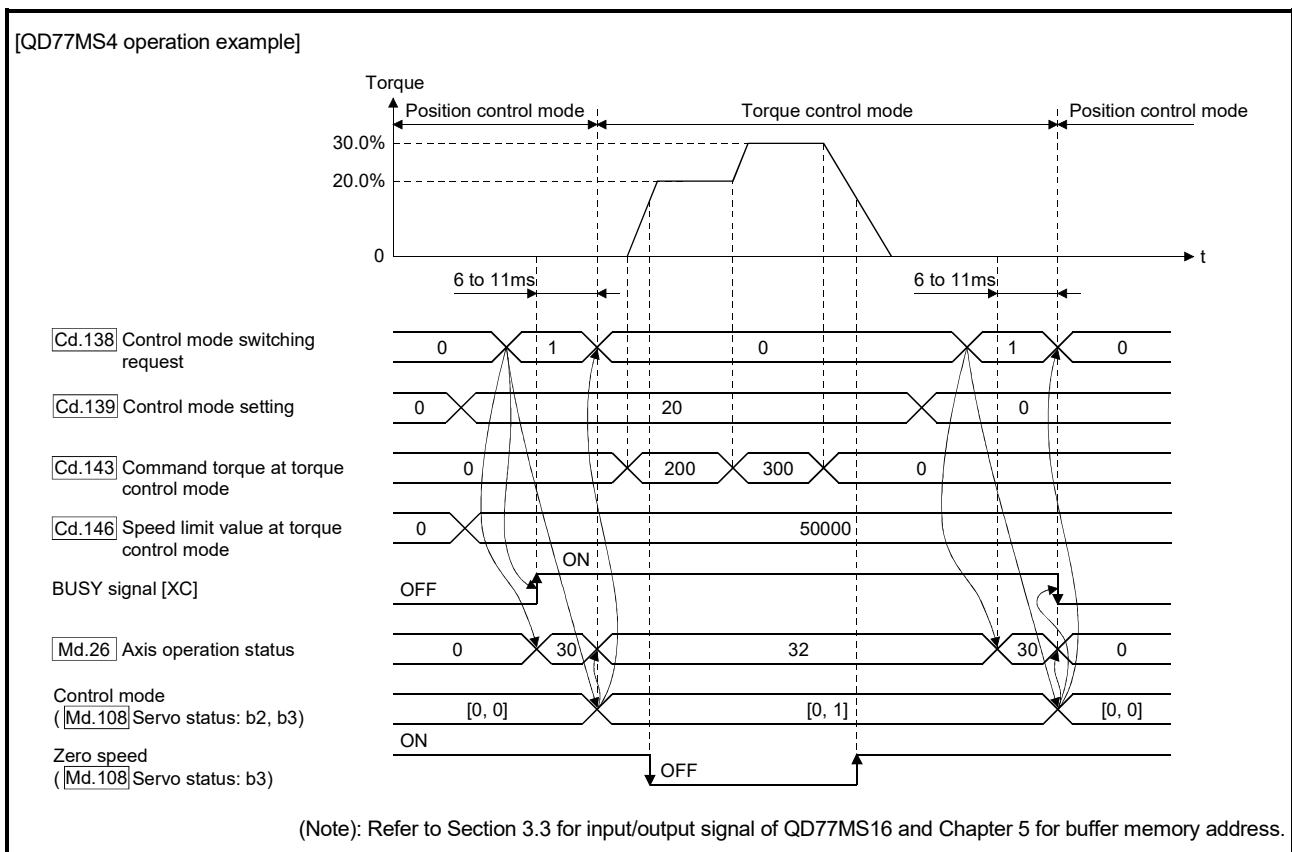 [QD77MS4 operation example]
Torque
Position control mode Torque control mode Position control mode
30.0%
20.0%
0
t
6 to 11ms 6 to 11ms
Cd.138 Control mode switching
request
0 1 0 1 0
Cd.139 Control mode setting
0 20 0
Cd.143 Command torque at torque
control mode
0 200 300 0
Cd.146 Speed limit value at torque
control mode
0 50000
ON
BUSY signal [XC]
OFF
Md.26 Axis operation status
0 30 32 30 0
Control mode
( Md.108 Servo status: b2, b3)
[0, 0] [0, 1] [0, 0]
ON
Zero speed
( Md.108 Servo status: b3)
OFF
(Note): Refer to Section 3.3 for input/output signal of QD77MS16 and Chapter 5 for buffer memory address.